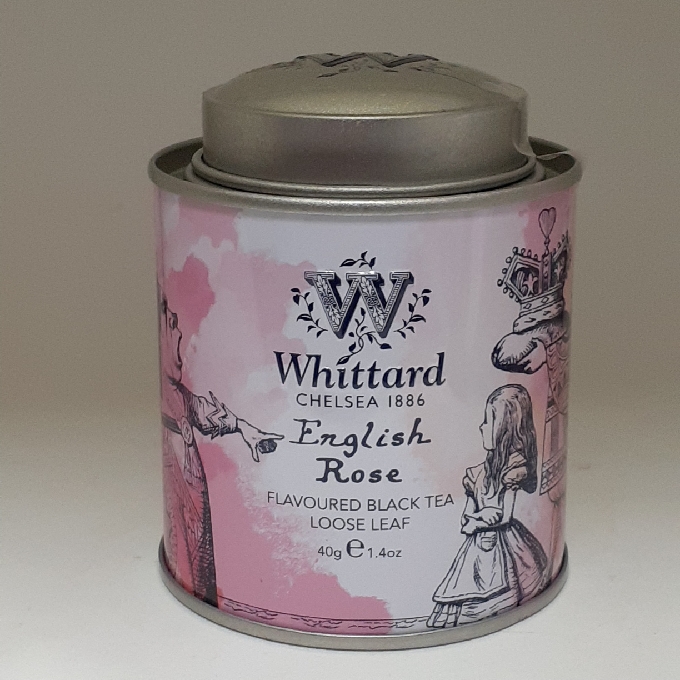 W
Whittard
CHELSEA 1886
English
Rose
FLAVOURED BLACK TEA
LOOSE LEAF
40g ℮ 1.4oz